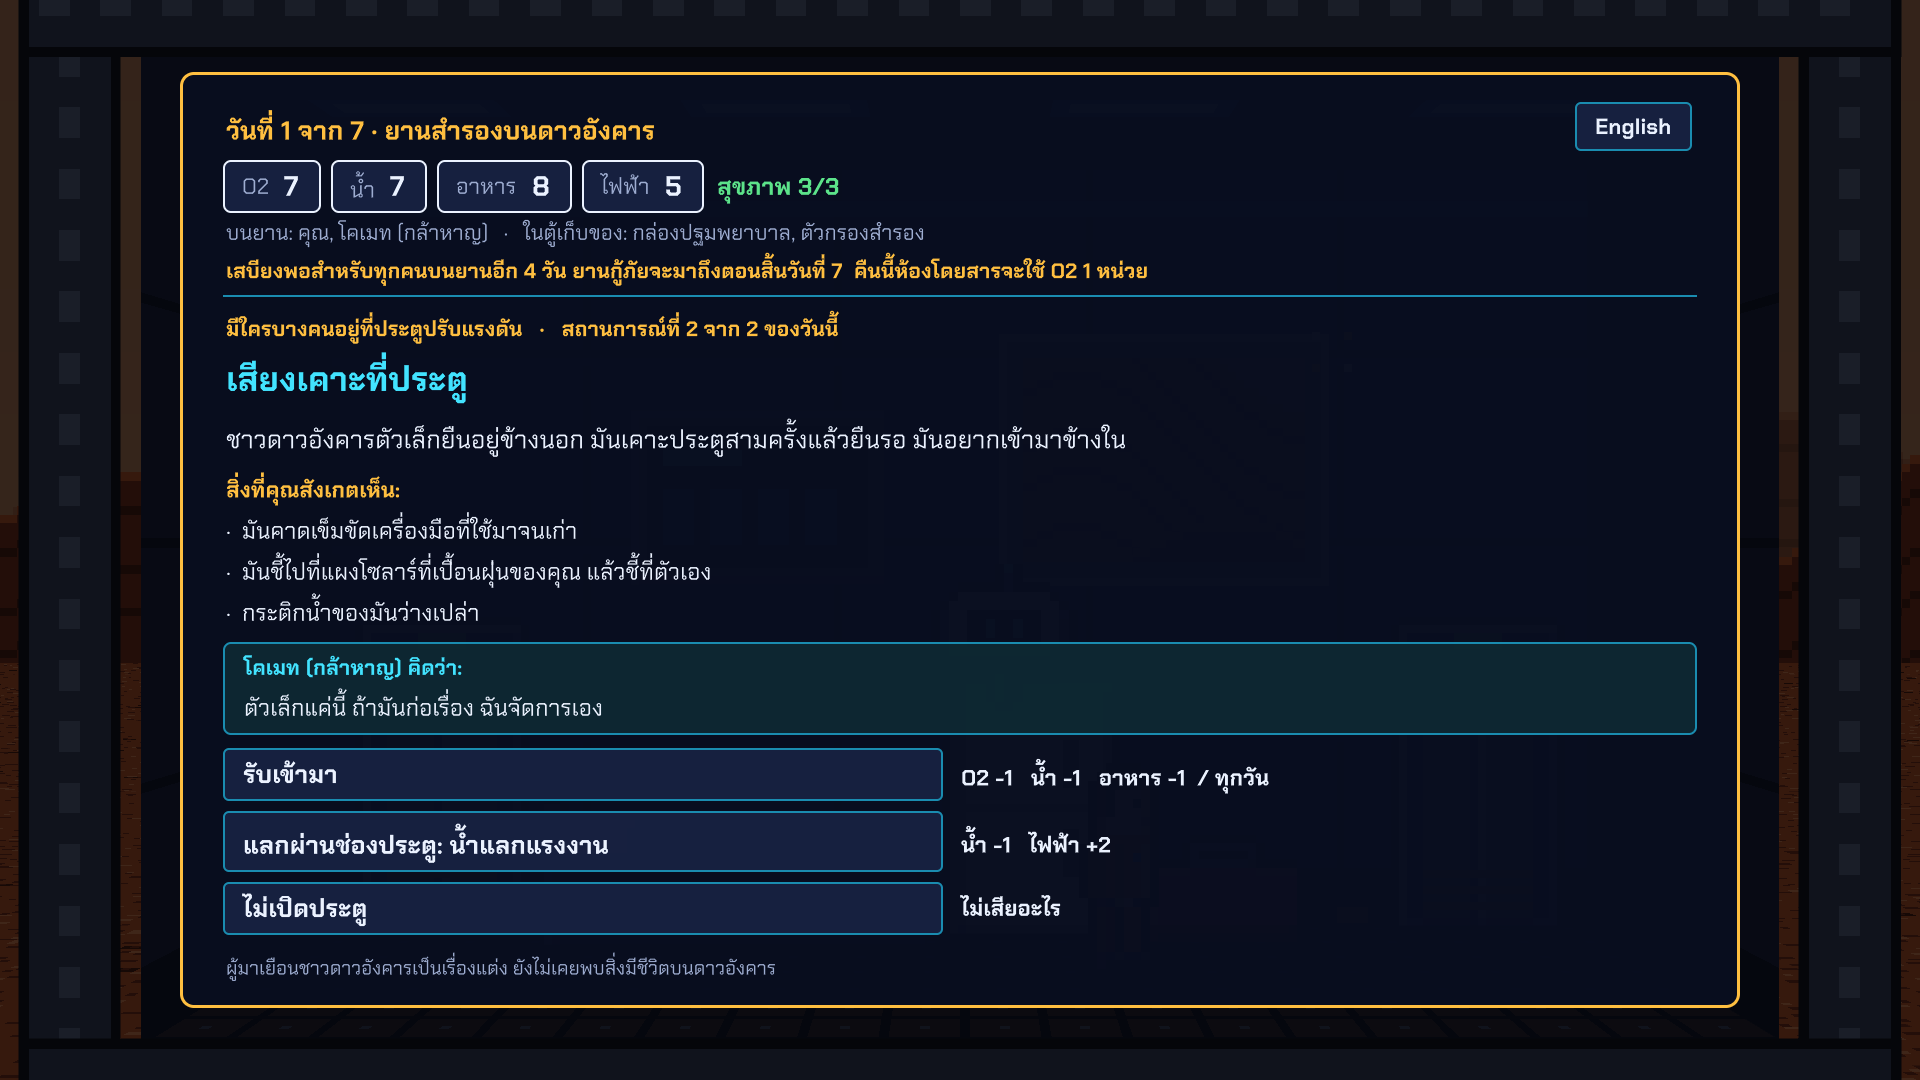 วันที่ 1 จาก 7 · ยานสำรองบนดาวอังคาร
English
O2 7 น้ำ 7 อาหาร 8 ไฟฟ้า 5 สุขภาพ 3/3
บนยาน: คุณ, โคเมท (กล้าหาญ) · ในตู้เก็บของ: กล่องปฐมพยาบาล, ตัวกรองสำรอง
เสบียงพอสำหรับทุกคนบนยานอีก 4 วัน ยานกู้ภัยจะมาถึงตอนสิ้นวันที่ 7 คืนนี้ห้องโดยสารจะใช้ O2 1 หน่วย
มีใครบางคนอยู่ที่ประตูปรับแรงดัน · สถานการณ์ที่ 2 จาก 2 ของวันนี้
เสียงเคาะที่ประตู
ชาวดาวอังคารตัวเล็กยืนอยู่ข้างนอก มันเคาะประตูสามครั้งแล้วยืนรอ มันอยากเข้ามาข้างใน
สิ่งที่คุณสังเกตเห็น:
· มันคาดเข็มขัดเครื่องมือที่ใช้มาจนเก่า
· มันชี้ไปที่แผงโซลาร์ที่เปื้อนฝุ่นของคุณ แล้วชี้ที่ตัวเอง
· กระติกน้ำของมันว่างเปล่า
โคเมท (กล้าหาญ) คิดว่า:
ตัวเล็กแค่นี้ ถ้ามันก่อเรื่อง ฉันจัดการเอง
รับเข้ามา O2 -1 น้ำ -1 อาหาร -1 / ทุกวัน
แลกผ่านช่องประตู: น้ำแลกแรงงาน น้ำ -1 ไฟฟ้า +2
ไม่เปิดประตู ไม่เสียอะไร
ผู้มาเยือนชาวดาวอังคารเป็นเรื่องแต่ง ยังไม่เคยพบสิ่งมีชีวิตบนดาวอังคาร